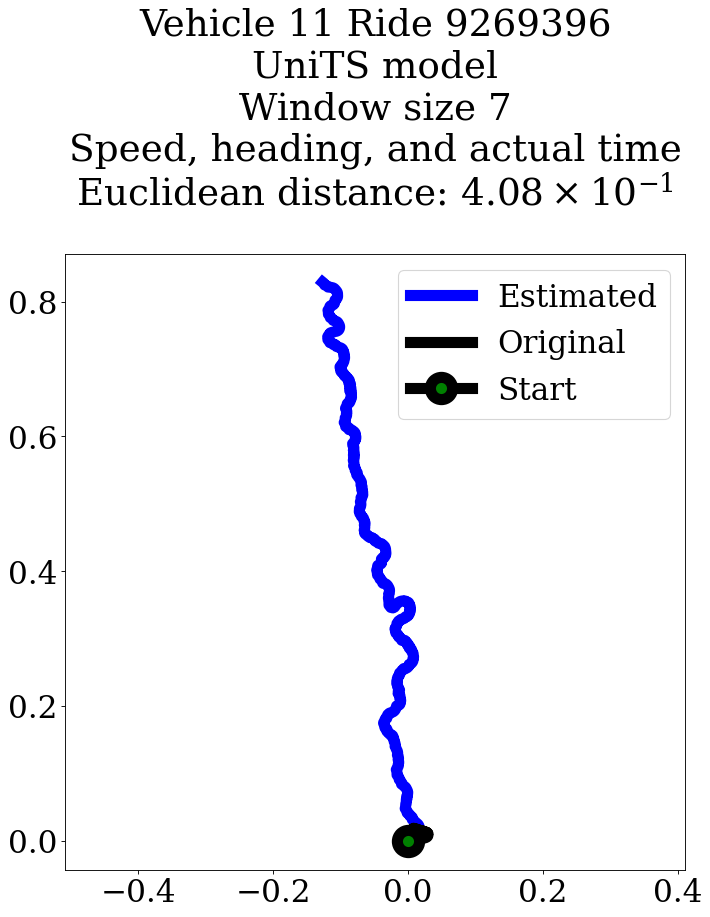 Vehicle 11 Ride 9269396
UniTS model
Window size 7
Speed, heading, and actual time
Euclidean distance: 4.08 × 10⁻¹
Estimated
Original
Start
0.8
0.6
0.4
0.2
0.0
−0.4 −0.2 0.0 0.2 0.4